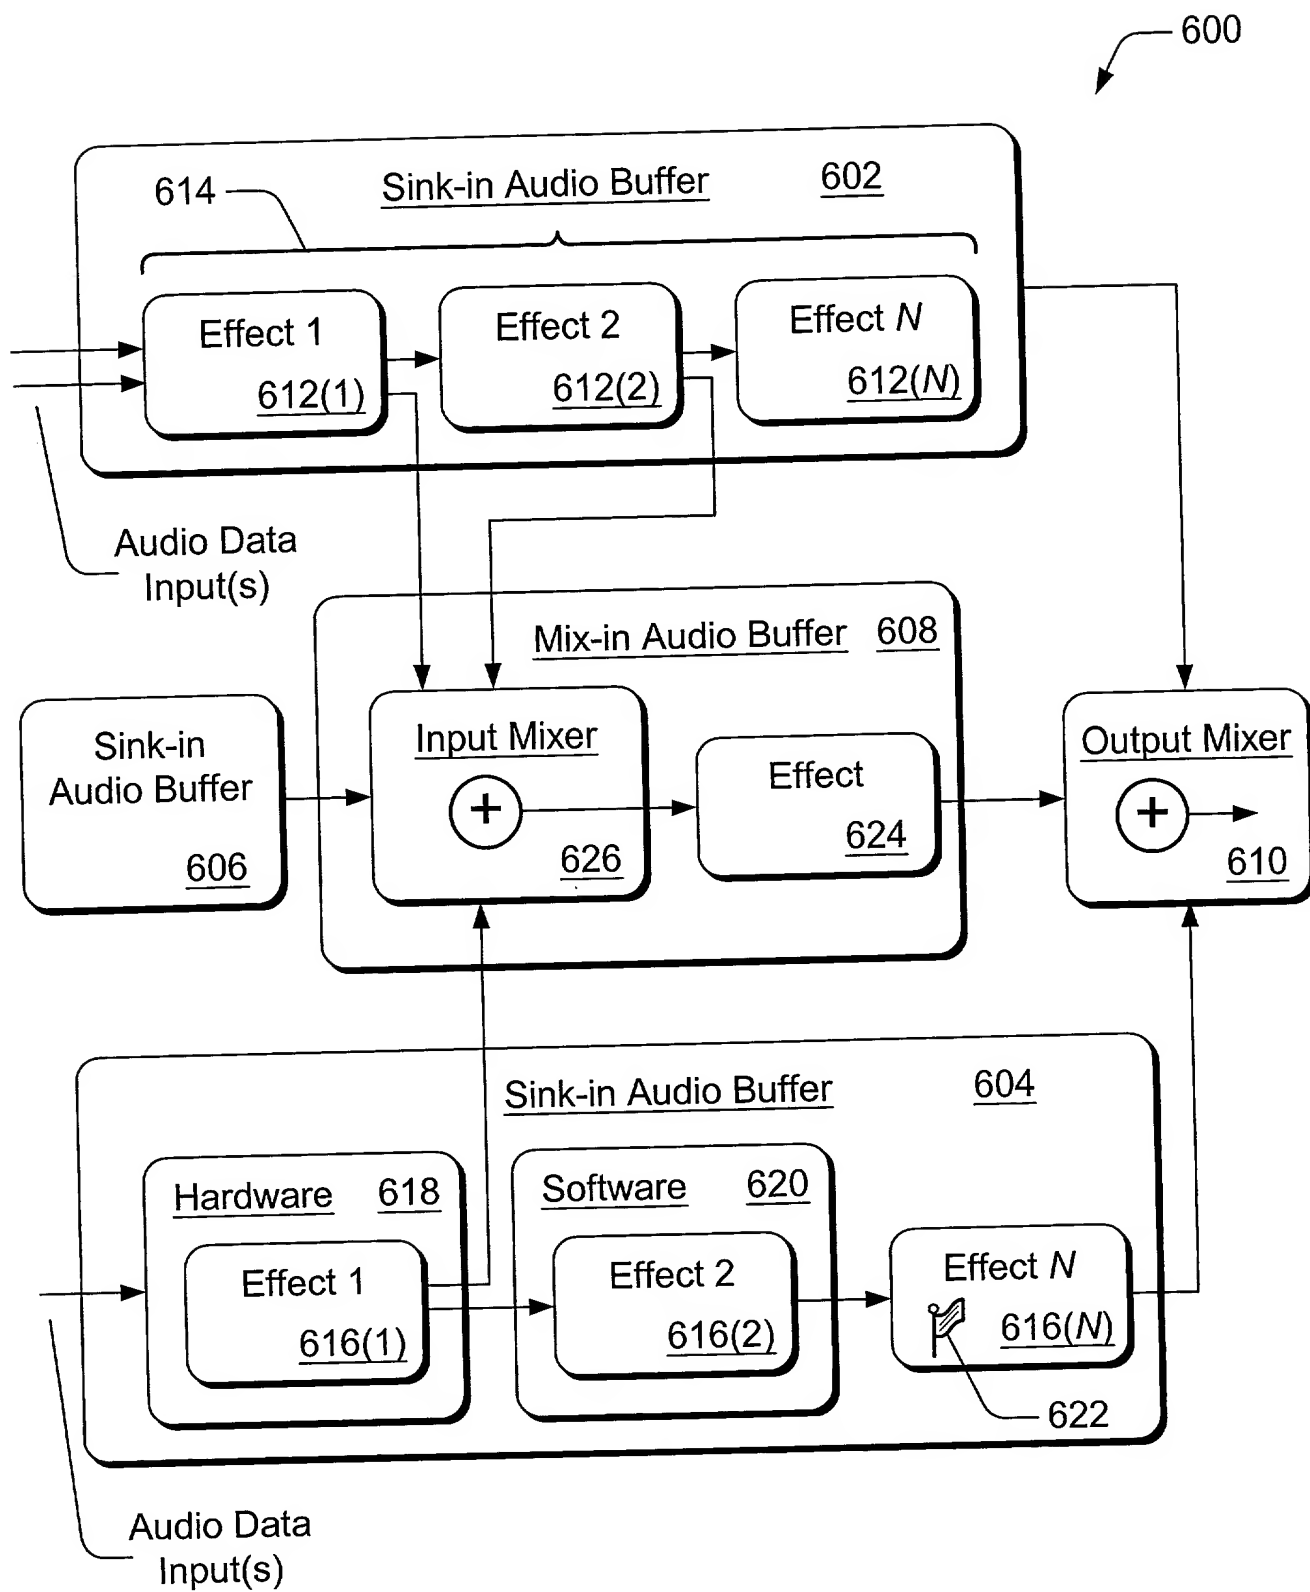 600
614
Sink-in Audio Buffer 602
Effect 1
612(1)
Effect 2
612(2)
Effect N
612(N)
Audio Data
Input(s)
Mix-in Audio Buffer 608
Sink-in
Audio Buffer
606
Input Mixer
+
626
Effect
624
Output Mixer
+
610
Sink-in Audio Buffer 604
Hardware 618
Effect 1
616(1)
Software 620
Effect 2
616(2)
Effect N
616(N)
622
Audio Data
Input(s)